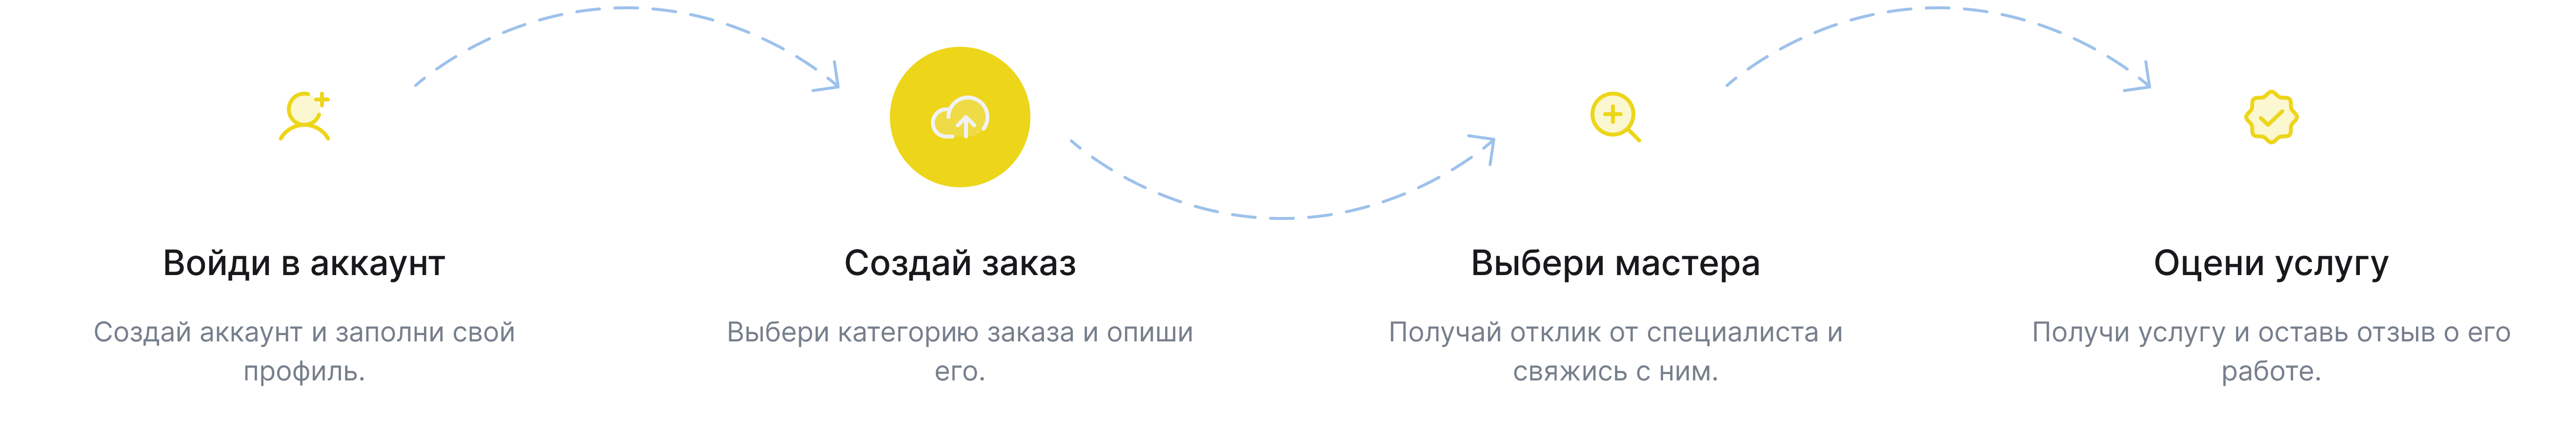 Войди в аккаунт
Создай аккаунт и заполни свой
профиль.
Создай заказ
Выбери категорию заказа и опиши
его.
Выбери мастера
Получай отклик от специалиста и
свяжись с ним.
Оцени услугу
Получи услугу и оставь отзыв о его
работе.